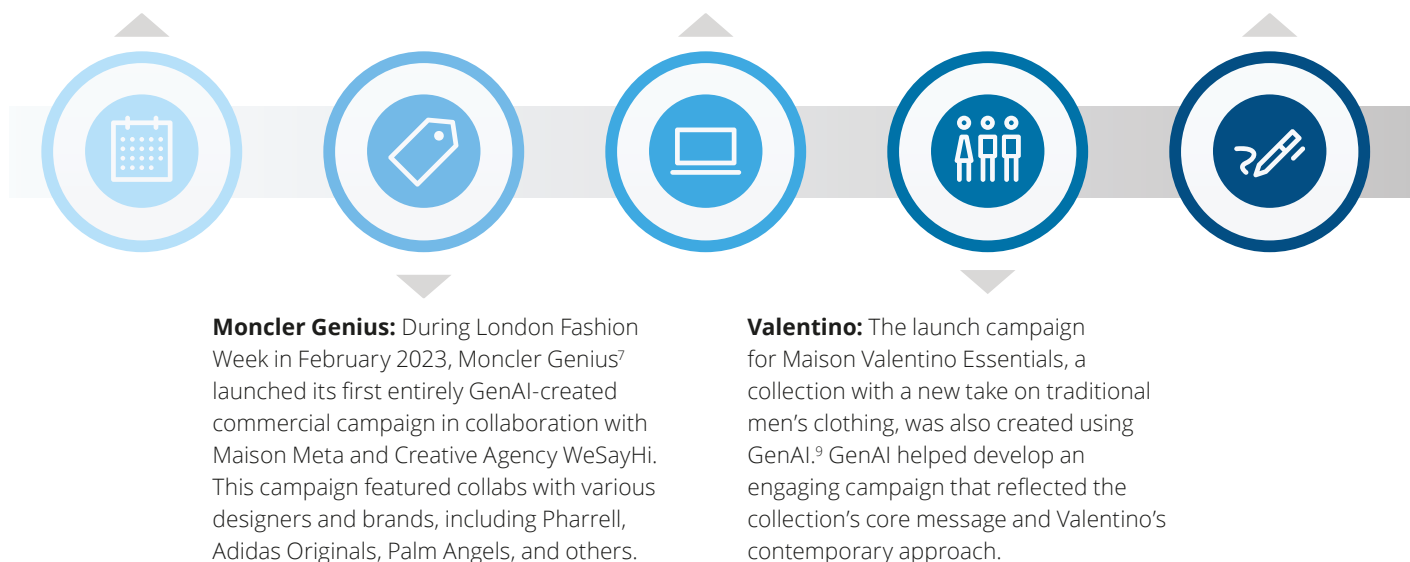 Moncler Genius: During London Fashion
Week in February 2023, Moncler Genius⁷
launched its first entirely GenAI-created
commercial campaign in collaboration with
Maison Meta and Creative Agency WeSayHi.
This campaign featured collabs with various
designers and brands, including Pharrell,
Adidas Originals, Palm Angels, and others.
Valentino: The launch campaign
for Maison Valentino Essentials, a
collection with a new take on traditional
men’s clothing, was also created using
GenAI.⁹ GenAI helped develop an
engaging campaign that reflected the
collection’s core message and Valentino’s
contemporary approach.